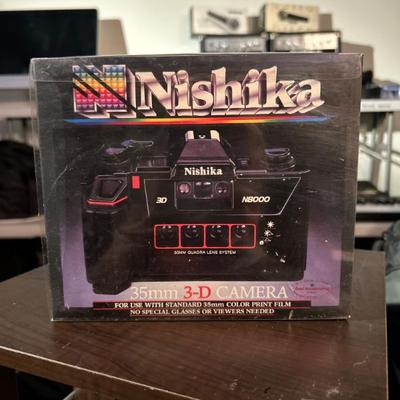 Nishika
Nishika
3D
N8000
30MM QUADRA LENS SYSTEM
35mm 3-D CAMERA
FOR USE WITH STANDARD 35mm COLOR PRINT FILM
NO SPECIAL GLASSES OR VIEWERS NEEDED